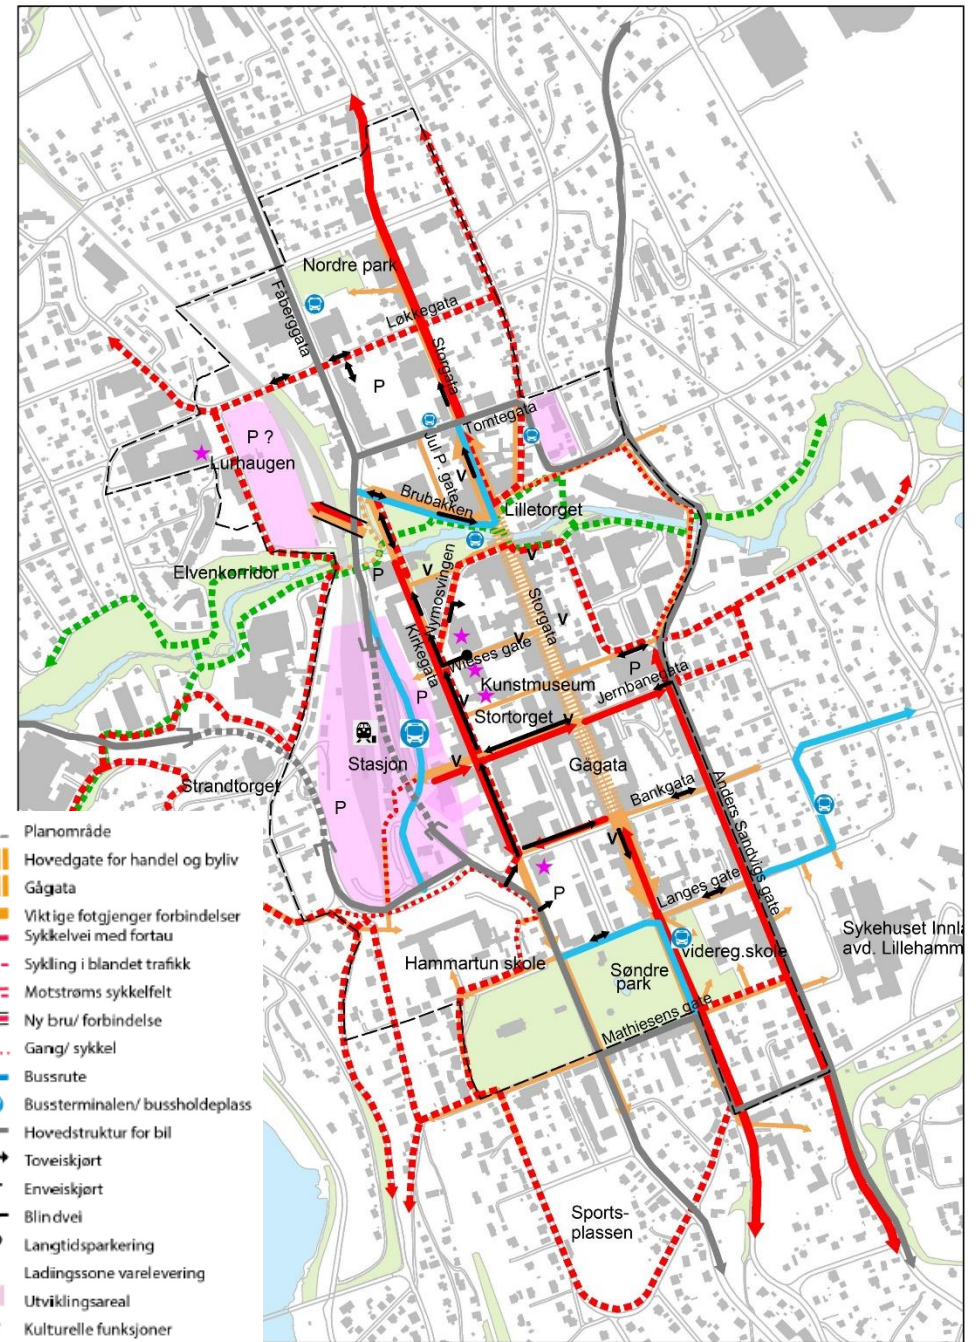 Nordre park
Fåberggata
Løkkegata
Storgata
P
Tomtegata
P ?
Jul P. gate
Lurhaugen
V
Brubakken
Lilletorget
Elvenkorridor
P
V
V
Nymosvingen
Storgata
V
V
Kirkegata
Wieses gate
P
Kunstmuseum
Jernbanegata
P
V
Stortorget
V
Stasjon
V
Gågata
Strandtorget
P
Bankgata
Anders Sandvigs gate
V
P
Langes gate
Sykehuset Innla
avd. Lillehamm
Hammartun skole
videreg.skole
Søndre
park
Mathiesens gate
Sports-
plassen
Planområde
Hovedgate for handel og byliv
Gågata
Viktige fotgjenger forbindelser
Sykkelvei med fortau
Sykling i blandet trafikk
Motstrøms sykkelfelt
Ny bru/ forbindelse
Gang/ sykkel
Bussrute
Bussterminalen/ bussholdeplass
Hovedstruktur for bil
Toveiskjørt
Enveiskjørt
Blindvei
Langtidsparkering
Ladingssone varelevering
Utviklingsareal
Kulturelle funksjoner